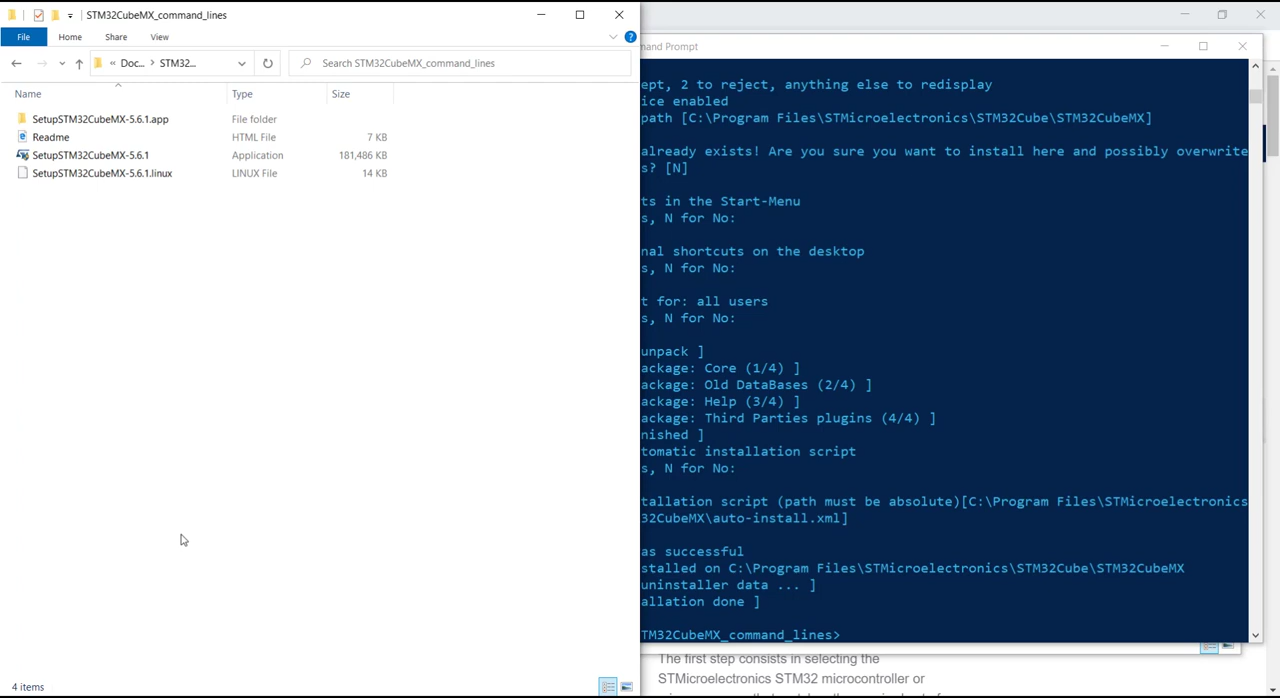 STM32CubeMX_command_lines
File Home Share View
« Doc... > STM32...
Search STM32CubeMX_command_lines
Name Type Size
SetupSTM32CubeMX-5.6.1.app File folder
Readme HTML File 7 KB
SetupSTM32CubeMX-5.6.1 Application 181,486 KB
SetupSTM32CubeMX-5.6.1.linux LINUX File 14 KB
4 items
mand Prompt
ept, 2 to reject, anything else to redisplay
ice enabled
path [C:\Program Files\STMicroelectronics\STM32Cube\STM32CubeMX]
already exists! Are you sure you want to install here and possibly overwrite
s? [N]
ts in the Start-Menu
s, N for No:
nal shortcuts on the desktop
s, N for No:
t for: all users
s, N for No:
unpack ]
ackage: Core (1/4) ]
ackage: Old DataBases (2/4) ]
ackage: Help (3/4) ]
ackage: Third Parties plugins (4/4) ]
nished ]
tomatic installation script
s, N for No:
tallation script (path must be absolute)[C:\Program Files\STMicroelectronics
32CubeMX\auto-install.xml]
as successful
stalled on C:\Program Files\STMicroelectronics\STM32Cube\STM32CubeMX
uninstaller data ... ]
allation done ]
TM32CubeMX_command_lines>
The first step consists in selecting the
STMicroelectronics STM32 microcontroller or